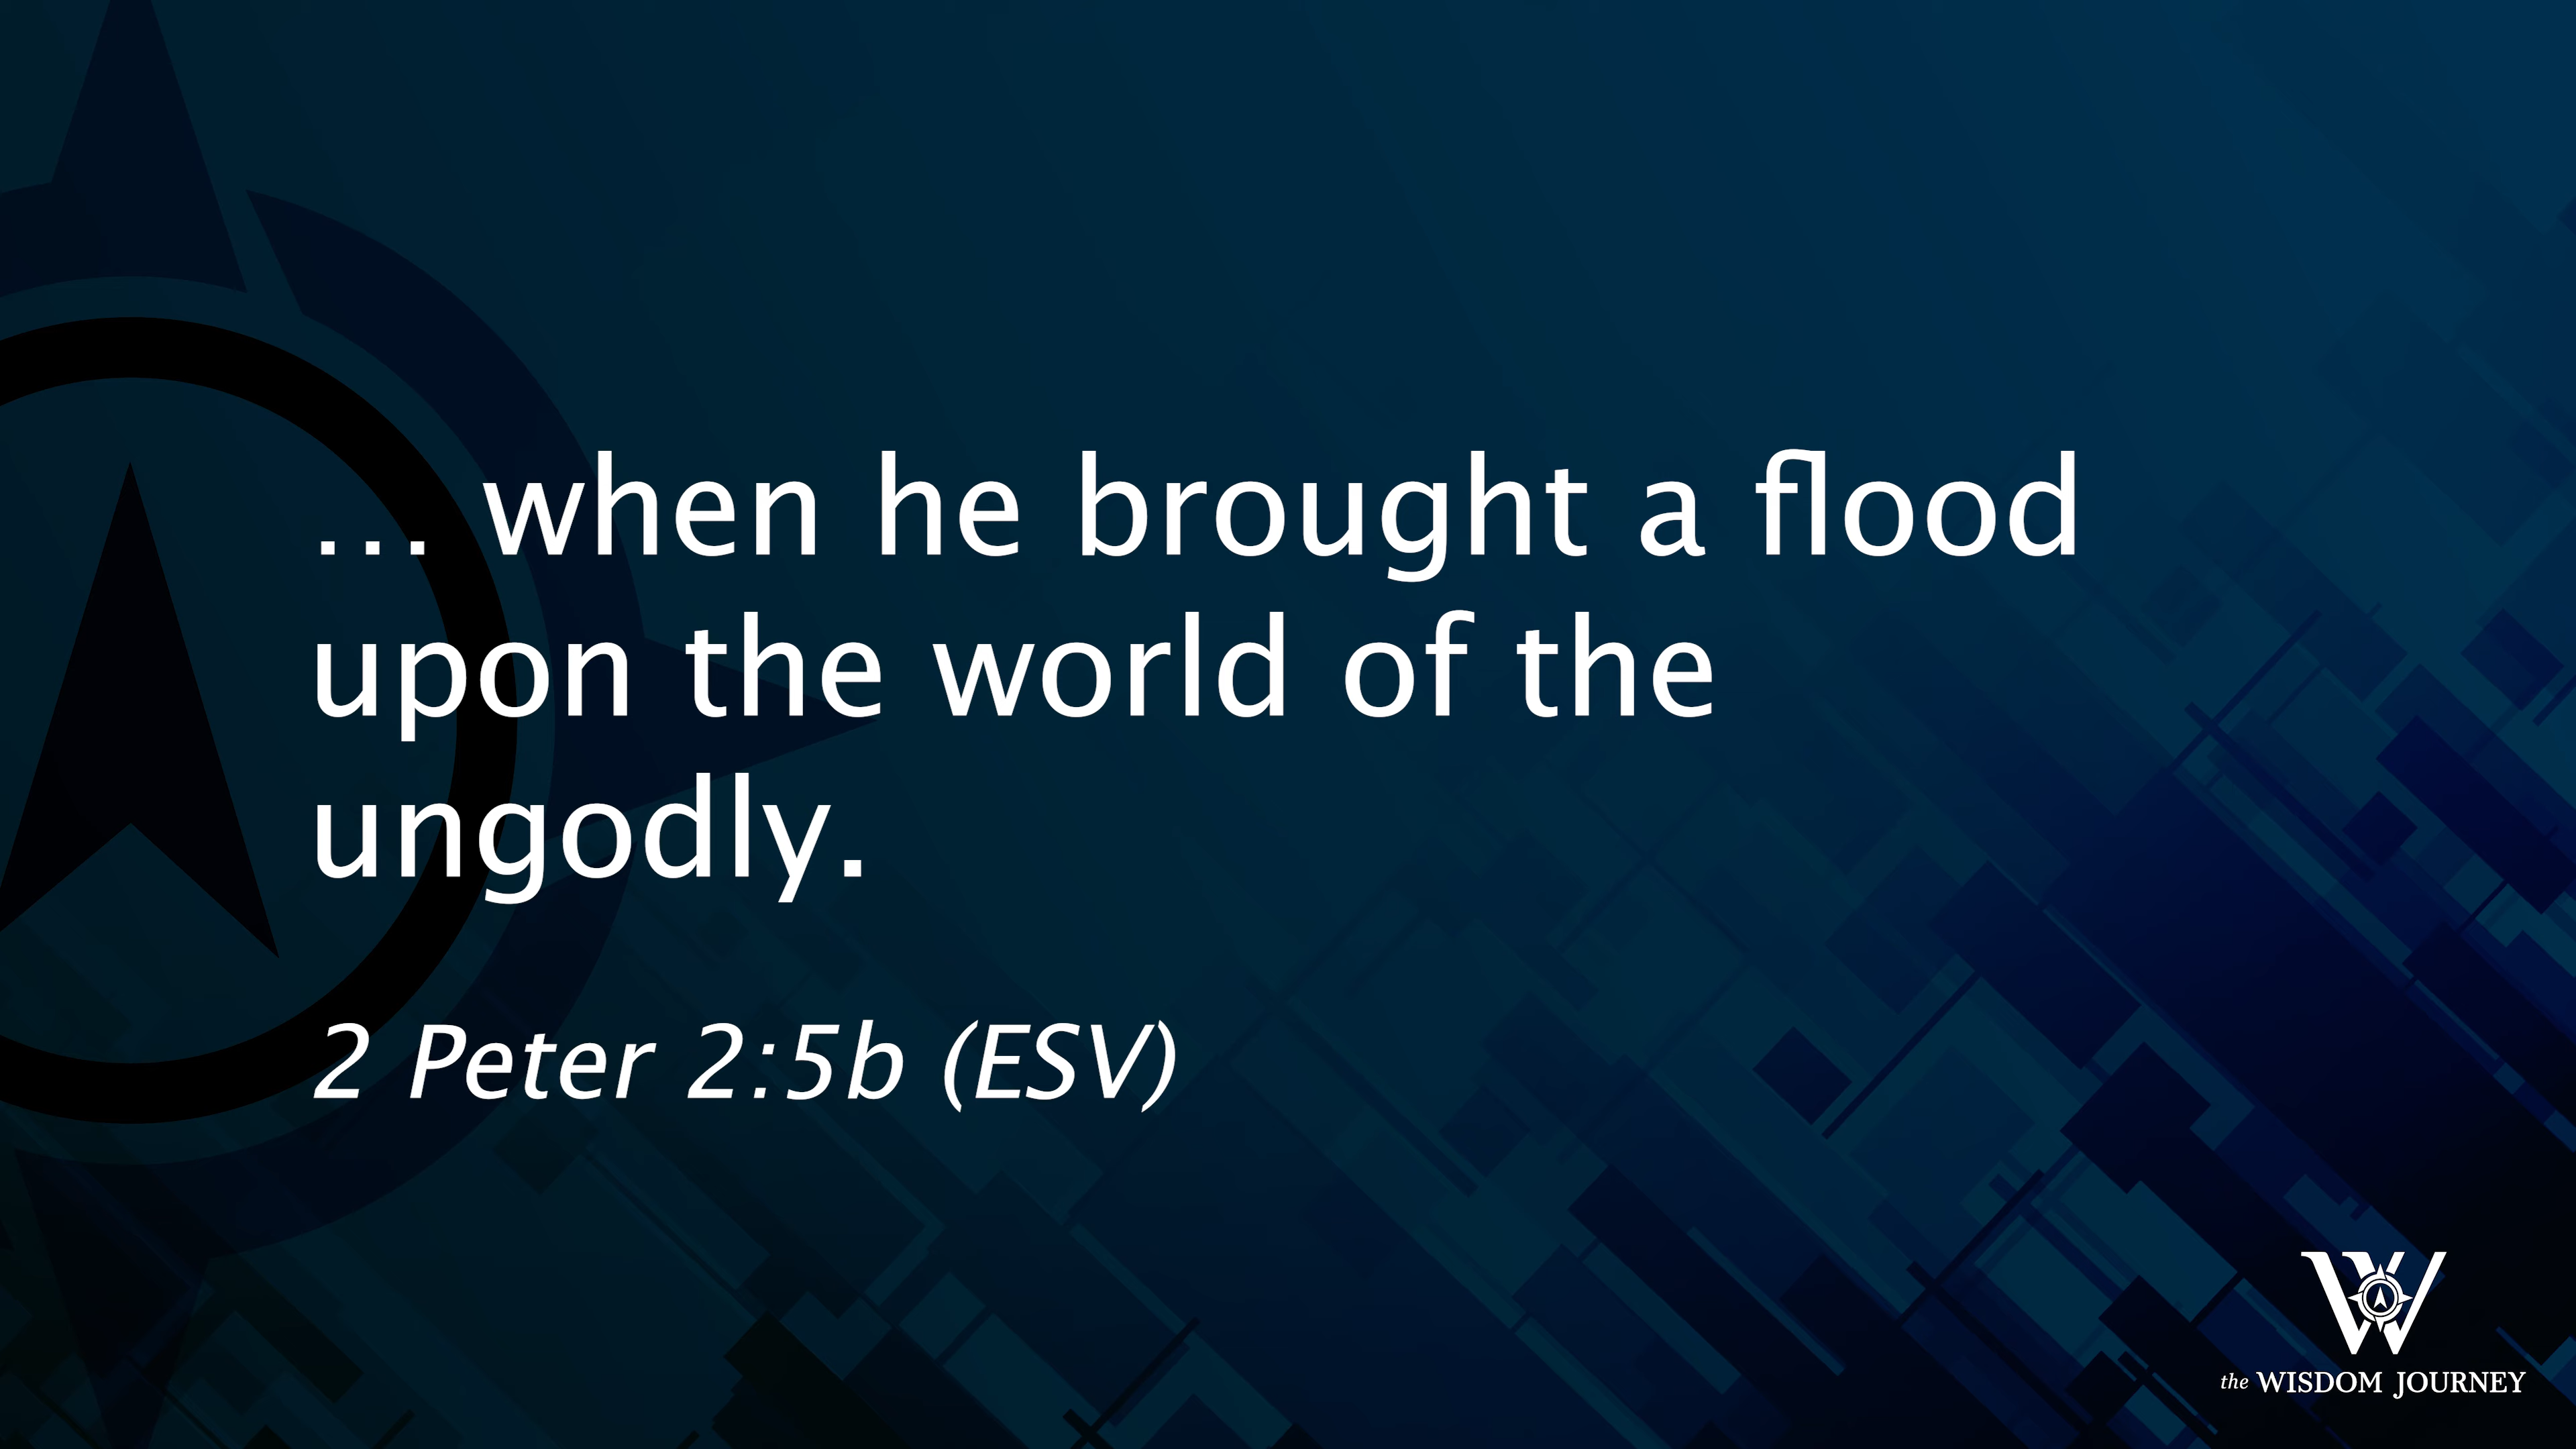 ... when he brought a flood
upon the world of the
ungodly.
2 Peter 2:5b (ESV)
W
the WISDOM JOURNEY